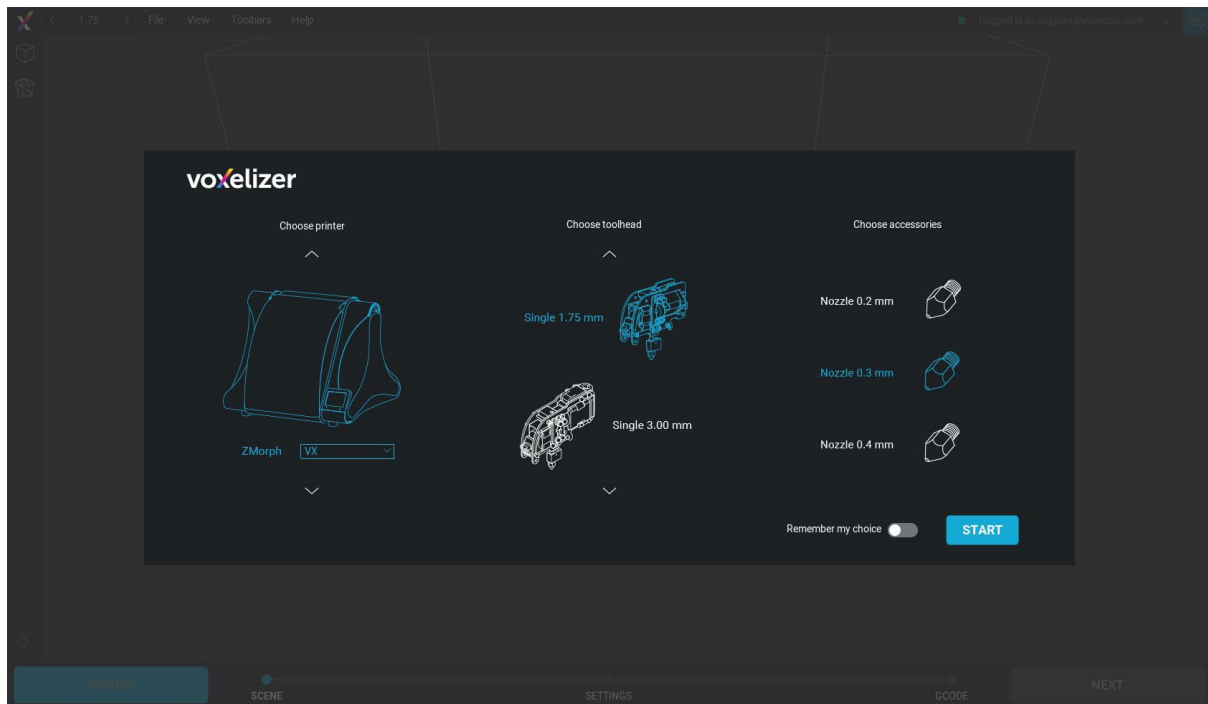 1.75 File View Toolbars Help
Logged in as support@voxelizer.com
voxelizer
Choose printer
Choose toolhead
Choose accessories
Single 1.75 mm
Nozzle 0.2 mm
Nozzle 0.3 mm
Single 3.00 mm
Nozzle 0.4 mm
ZMorph VX
Remember my choice
START
IMPORT
SCENE
SETTINGS
GCODE
NEXT